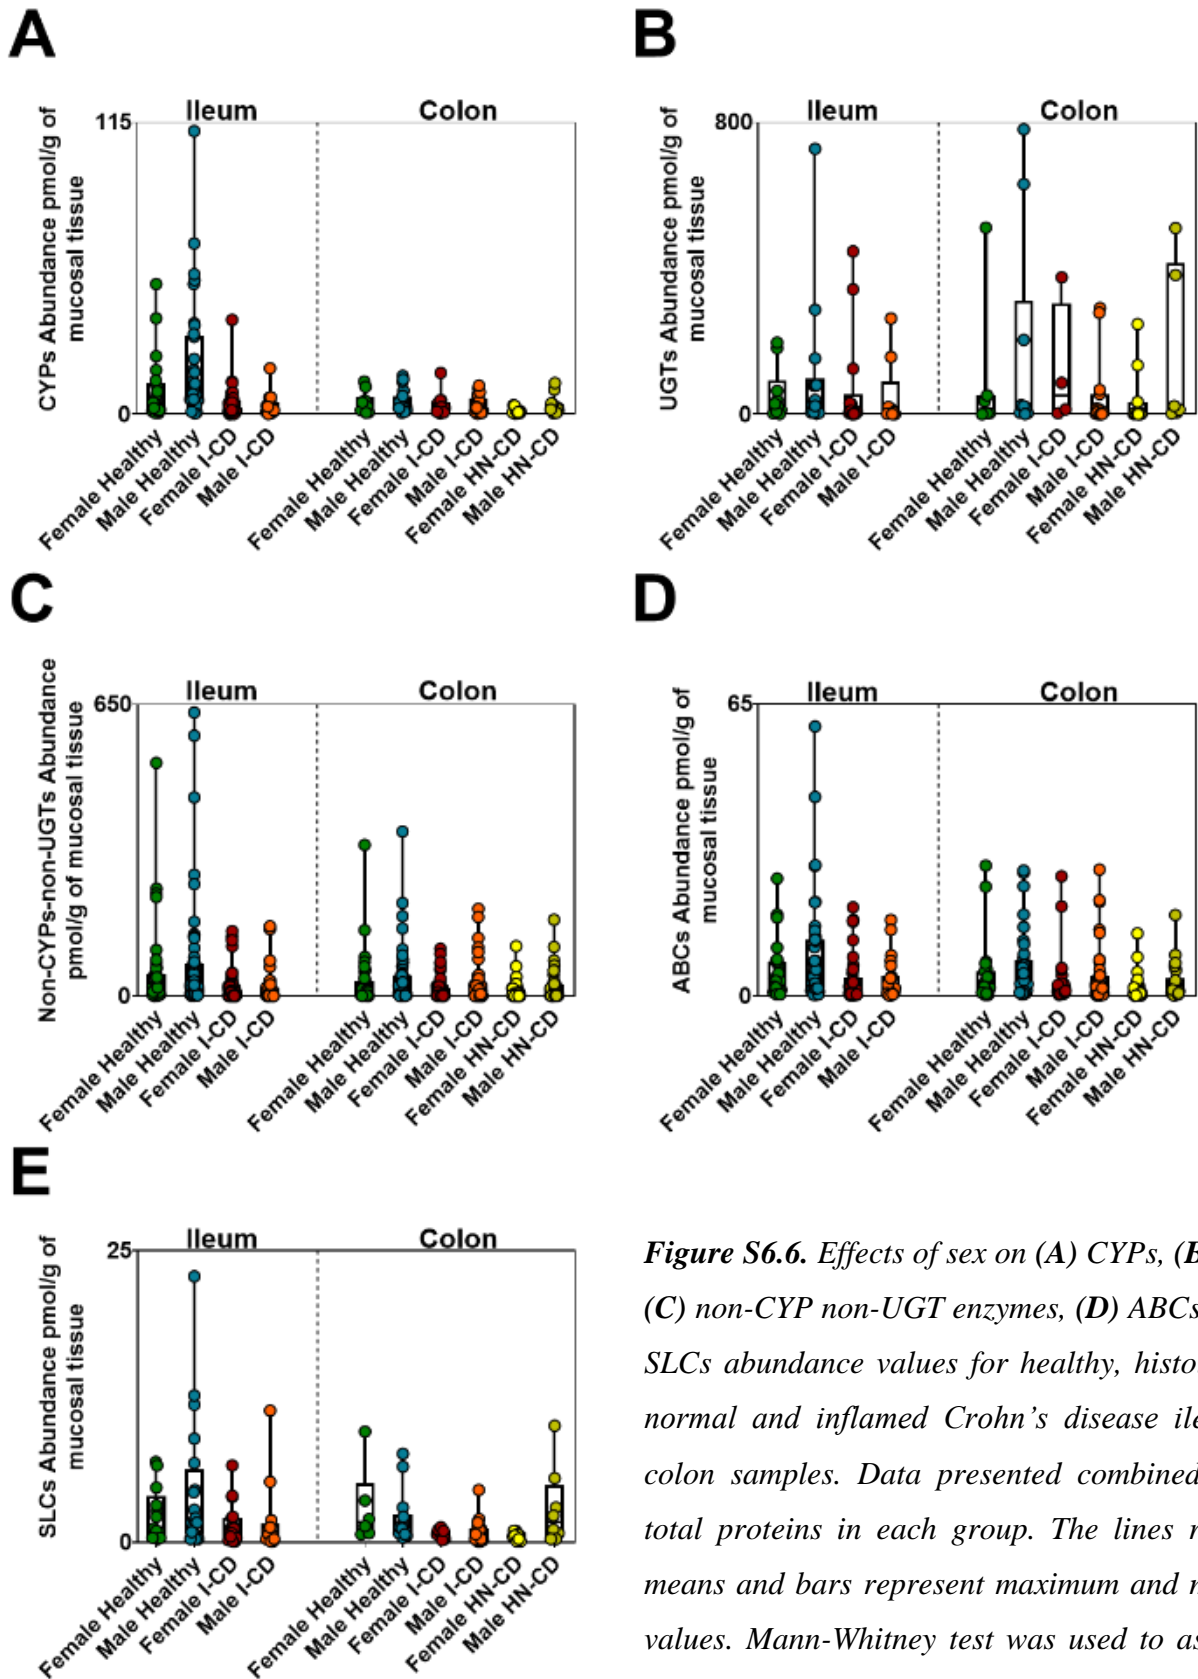 A
Ileum Colon
CYPs Abundance pmol/g of
mucosal tissue
115
0
Female Healthy
Male Healthy
Female I-CD
Male I-CD
Female Healthy
Male Healthy
Female I-CD
Male I-CD
Female HN-CD
Male HN-CD
B
Ileum Colon
UGTs Abundance pmol/g of
mucosal tissue
800
0
Female Healthy
Male Healthy
Female I-CD
Male I-CD
Female Healthy
Male Healthy
Female I-CD
Male I-CD
Female HN-CD
Male HN-CD
C
Ileum Colon
Non-CYPs-non-UGTs Abundance
pmol/g of mucosal tissue
650
0
Female Healthy
Male Healthy
Female I-CD
Male I-CD
Female Healthy
Male Healthy
Female I-CD
Male I-CD
Female HN-CD
Male HN-CD
D
Ileum Colon
ABCs Abundance pmol/g of
mucosal tissue
65
0
Female Healthy
Male Healthy
Female I-CD
Male I-CD
Female Healthy
Male Healthy
Female I-CD
Male I-CD
Female HN-CD
Male HN-CD
E
Ileum Colon
SLCs Abundance pmol/g of
mucosal tissue
25
0
Female Healthy
Male Healthy
Female I-CD
Male I-CD
Female Healthy
Male Healthy
Female I-CD
Male I-CD
Female HN-CD
Male HN-CD
Figure S6.6. Effects of sex on (A) CYPs, (B
(C) non-CYP non-UGT enzymes, (D) ABCs
SLCs abundance values for healthy, histo
normal and inflamed Crohn's disease ile
colon samples. Data presented combined
total proteins in each group. The lines
means and bars represent maximum and
values. Mann-Whitney test was used to as